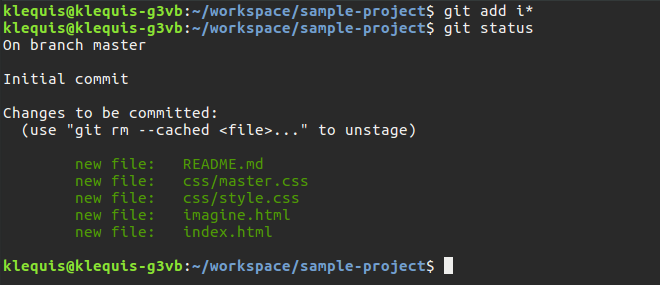 klequis@klequis-g3vb:~/workspace/sample-project$ git add i*
klequis@klequis-g3vb:~/workspace/sample-project$ git status
On branch master
Initial commit
Changes to be committed:
(use "git rm --cached <file>..." to unstage)
new file: README.md
new file: css/master.css
new file: css/style.css
new file: imagine.html
new file: index.html
klequis@klequis-g3vb:~/workspace/sample-project$